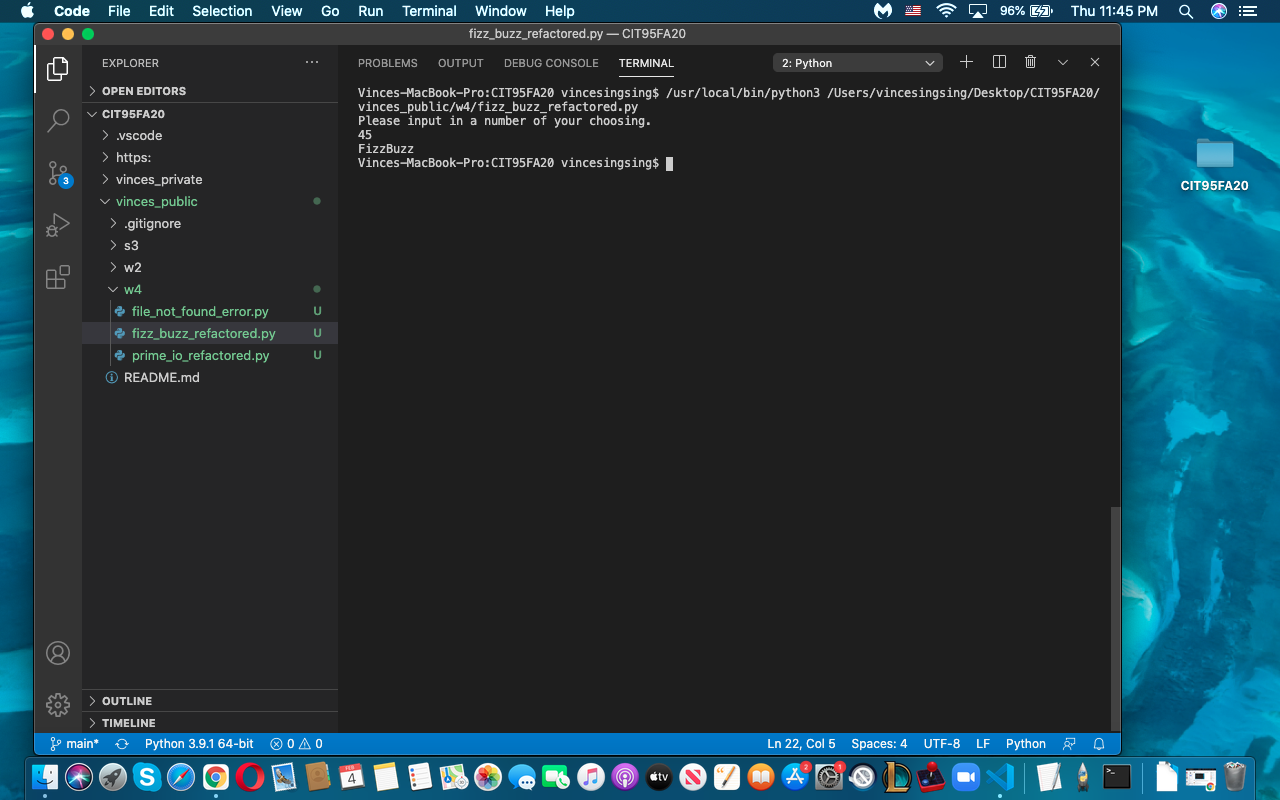 Code File Edit Selection View Go Run Terminal Window Help 96% Thu 11:45 PM
fizz_buzz_refactored.py — CIT95FA20
EXPLORER ···
PROBLEMS OUTPUT DEBUG CONSOLE TERMINAL 2: Python
OPEN EDITORS
CIT95FA20
.vscode
https:
vinces_private
vinces_public
.gitignore
s3
w2
w4
file_not_found_error.py U
fizz_buzz_refactored.py U
prime_io_refactored.py U
README.md
3
OUTLINE
TIMELINE
Vinces-MacBook-Pro:CIT95FA20 vincesingsing$ /usr/local/bin/python3 /Users/vincesingsing/Desktop/CIT95FA20/
vinces_public/w4/fizz_buzz_refactored.py
Please input in a number of your choosing.
45
FizzBuzz
Vinces-MacBook-Pro:CIT95FA20 vincesingsing$
CIT95FA20
main* Python 3.9.1 64-bit 0 0 Ln 22, Col 5 Spaces: 4 UTF-8 LF Python
FEB
4
tv
2
1